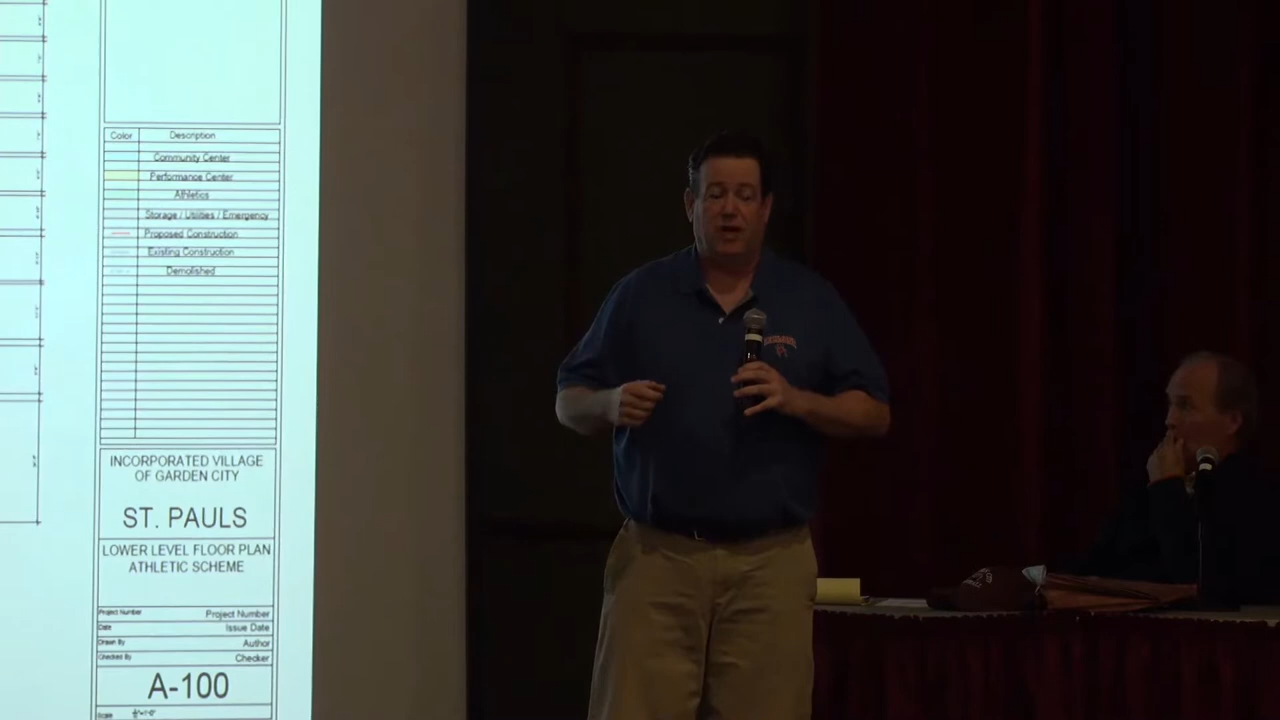 Color Description
Community Center
Performance Center
Athletics
Storage / Utilities / Emergency
Proposed Construction
Existing Construction
Demolished
INCORPORATED VILLAGE
OF GARDEN CITY
ST. PAULS
LOWER LEVEL FLOOR PLAN
ATHLETIC SCHEME
Project Number Project Number
Date Issue Date
Drawn By Author
Checked By Checker
A-100
Scale